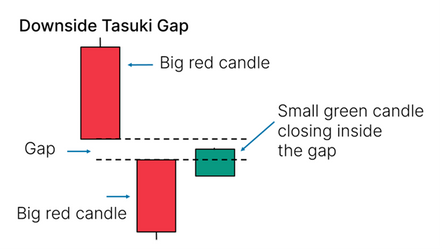 Downside Tasuki Gap
Big red candle
Small green candle
closing inside
the gap
Gap
Big red candle